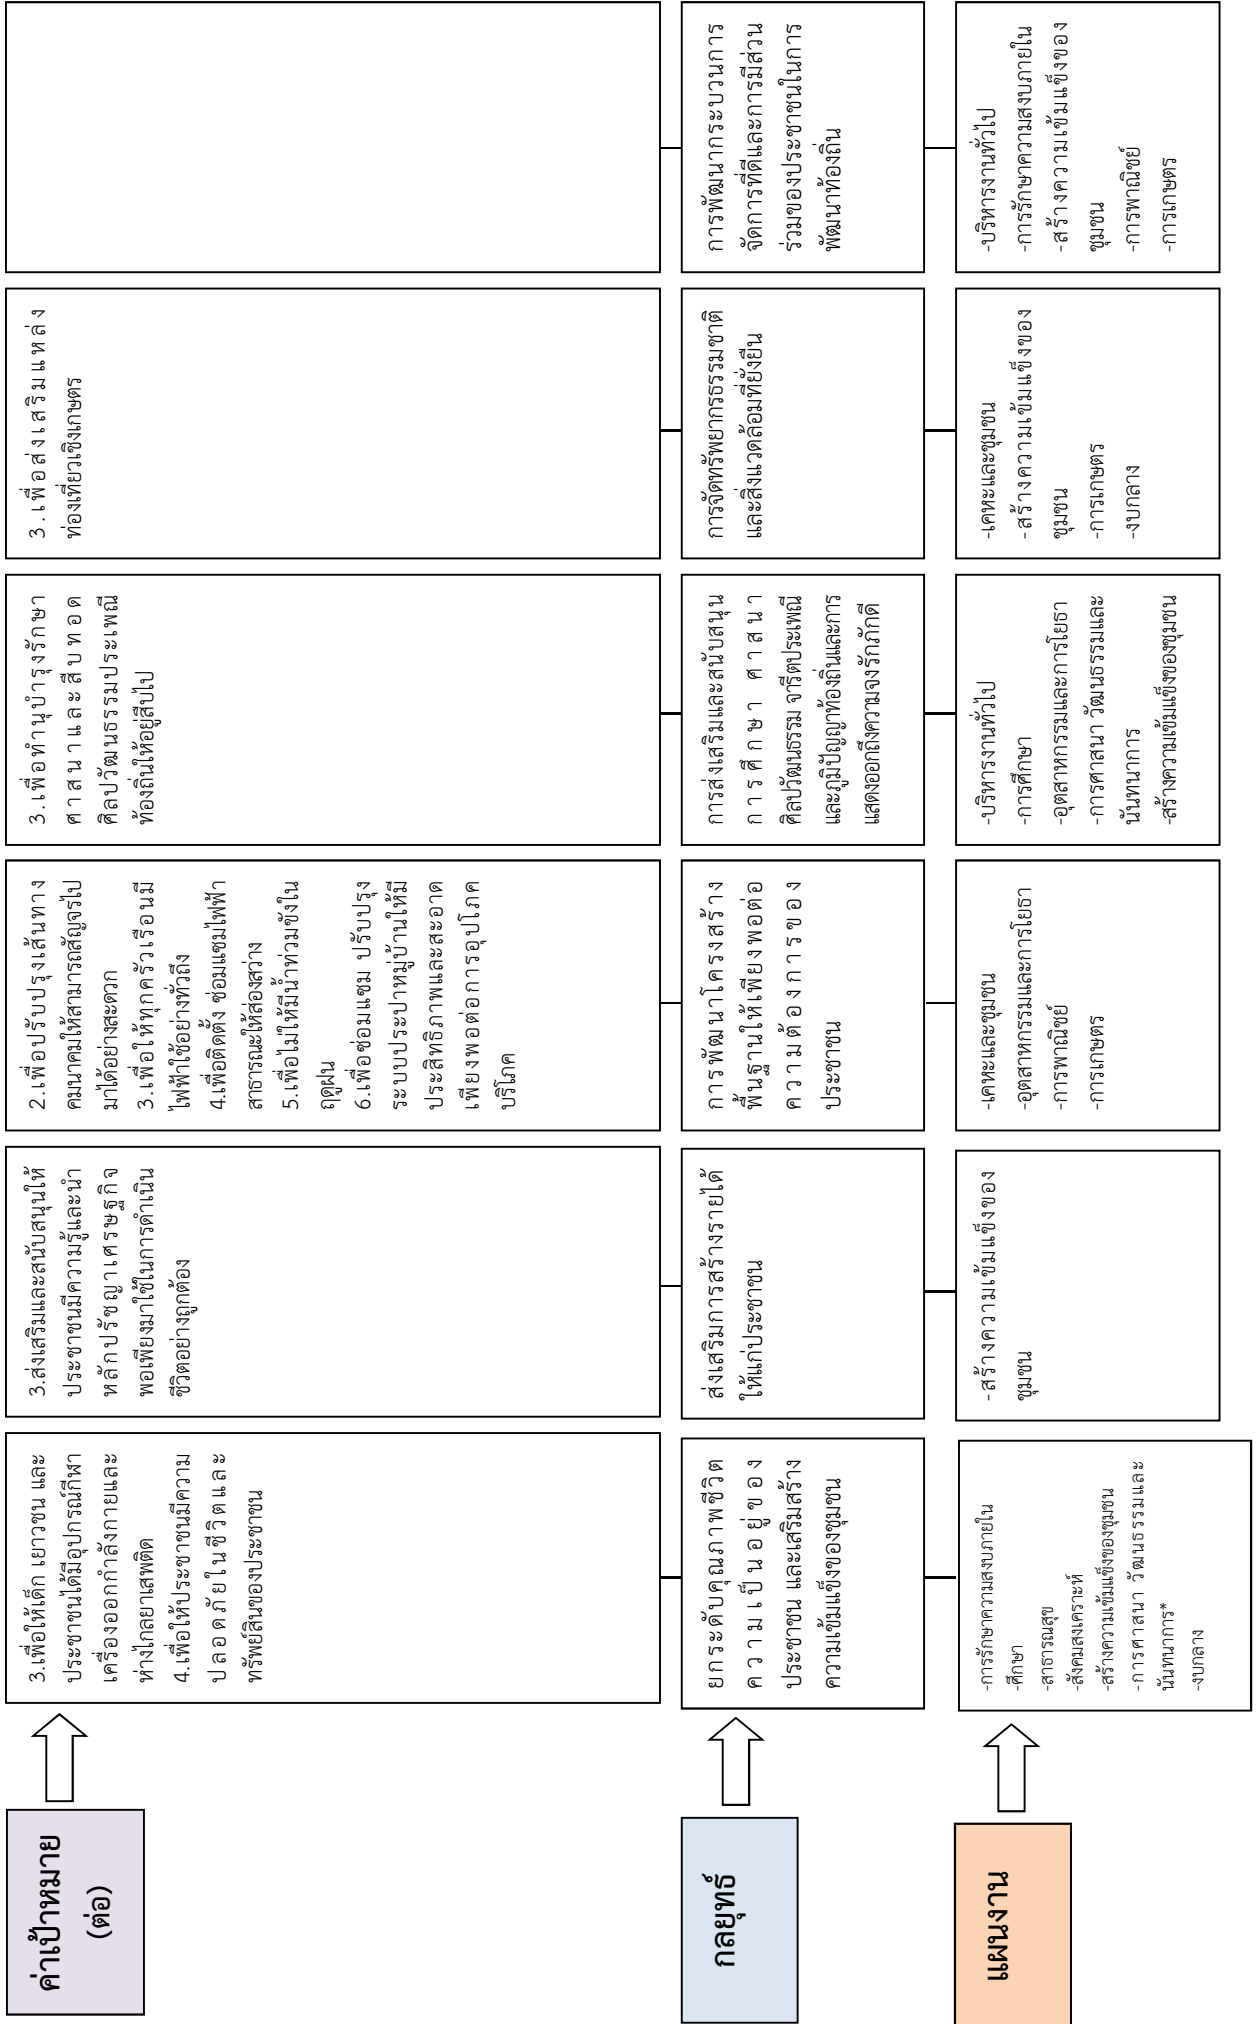 ค่าเป้าหมาย
(ต่อ)
3.เพื่อให้เด็ก เยาวชน และ
ประชาชนได้มีอุปกรณ์กีฬา
เครื่องออกกำลังกายและ
ห่างไกลยาเสพติด
4.เพื่อให้ประชาชนมีความ
ปลอดภัยในชีวิตและ
ทรัพย์สินของประชาชน
3.ส่งเสริมและสนับสนุนให้
ประชาชนมีความรู้และนำ
หลักปรัชญาเศรษฐกิจ
พอเพียงมาใช้ในการดำเนิน
ชีวิตอย่างถูกต้อง
2.เพื่อปรับปรุงเส้นทาง
คมนาคมให้สามารถสัญจรไป
มาได้อย่างสะดวก
3.เพื่อให้ทุกครัวเรือนมี
ไฟฟ้าใช้อย่างทั่วถึง
4.เพื่อติดตั้ง ซ่อมแซมไฟฟ้า
สาธารณะให้ส่องสว่าง
5.เพื่อไม่ให้มีน้ำท่วมขังใน
ฤดูฝน
6.เพื่อซ่อมแซม ปรับปรุง
ระบบประปาหมู่บ้านให้มี
ประสิทธิภาพและสะอาด
เพียงพอต่อการอุปโภค
บริโภค
3.เพื่อทำนุบำรุงรักษา
ศาสนาและสืบทอด
ศิลปวัฒนธรรมประเพณี
ท้องถิ่นให้อยู่สืบไป
3.เพื่อส่งเสริมแหล่ง
ท่องเที่ยวเชิงเกษตร
กลยุทธ์
ยกระดับคุณภาพชีวิต
ความเป็นอยู่ของ
ประชาชน และเสริมสร้าง
ความเข้มแข็งของชุมชน
ส่งเสริมการสร้างรายได้
ให้แก่ประชาชน
การพัฒนาโครงสร้าง
พื้นฐานให้เพียงพอต่อ
ความต้องการของ
ประชาชน
การส่งเสริมและสนับสนุน
การศึกษา ศาสนา
ศิลปวัฒนธรรม จารีตประเพณี
และภูมิปัญญาท้องถิ่นและการ
แสดงออกถึงความจงรักภักดี
การจัดทรัพยากรธรรมชาติ
และสิ่งแวดล้อมที่ยั่งยืน
การพัฒนากระบวนการ
จัดการที่ดีและการมีส่วน
ร่วมของประชาชนในการ
พัฒนาท้องถิ่น
แผนงาน
-การรักษาความสงบภายใน
-ศึกษา
-สาธารณสุข
-สังคมสงเคราะห์
-สร้างความเข้มแข็งของชุมชน
-การศาสนา วัฒนธรรมและ
นันทนาการ*
-งบกลาง
-สร้างความเข้มแข็งของ
ชุมชน
-เคหะและชุมชน
-อุตสาหกรรมและการโยธา
-การพาณิชย์
-การเกษตร
-บริหารงานทั่วไป
-การศึกษา
-อุตสาหกรรมและการโยธา
-การศาสนา วัฒนธรรมและ
นันทนาการ
-สร้างความเข้มแข็งของชุมชน
-เคหะและชุมชน
-สร้างความเข้มแข็งของ
ชุมชน
-การเกษตร
-งบกลาง
-บริหารงานทั่วไป
-การรักษาความสงบภายใน
-สร้างความเข้มแข็งของ
ชุมชน
-การพาณิชย์
-การเกษตร